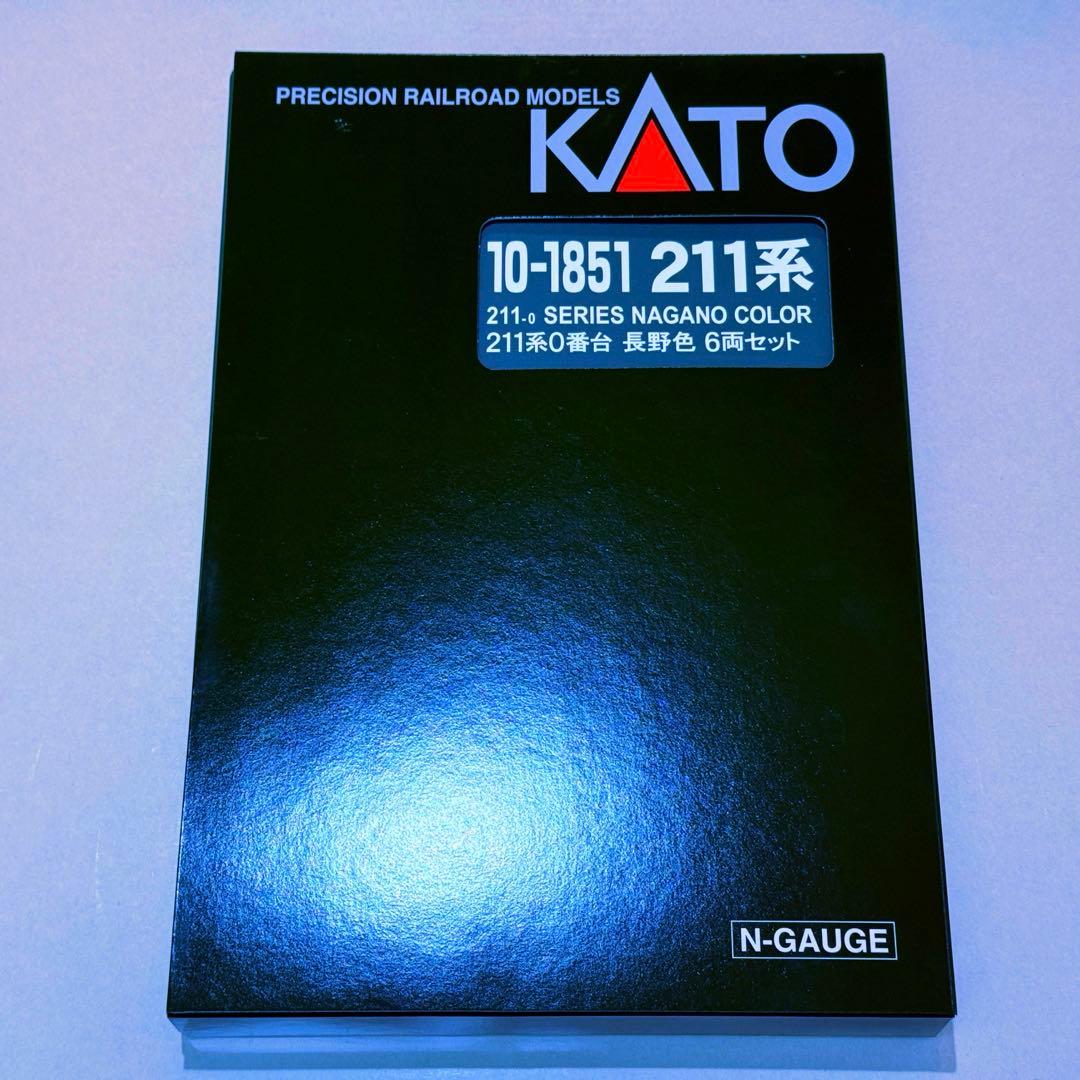 PRECISION RAILROAD MODELS
KATO
10-1851 211系
211-0 SERIES NAGANO COLOR
211系0番台 長野色 6両セット
N-GAUGE